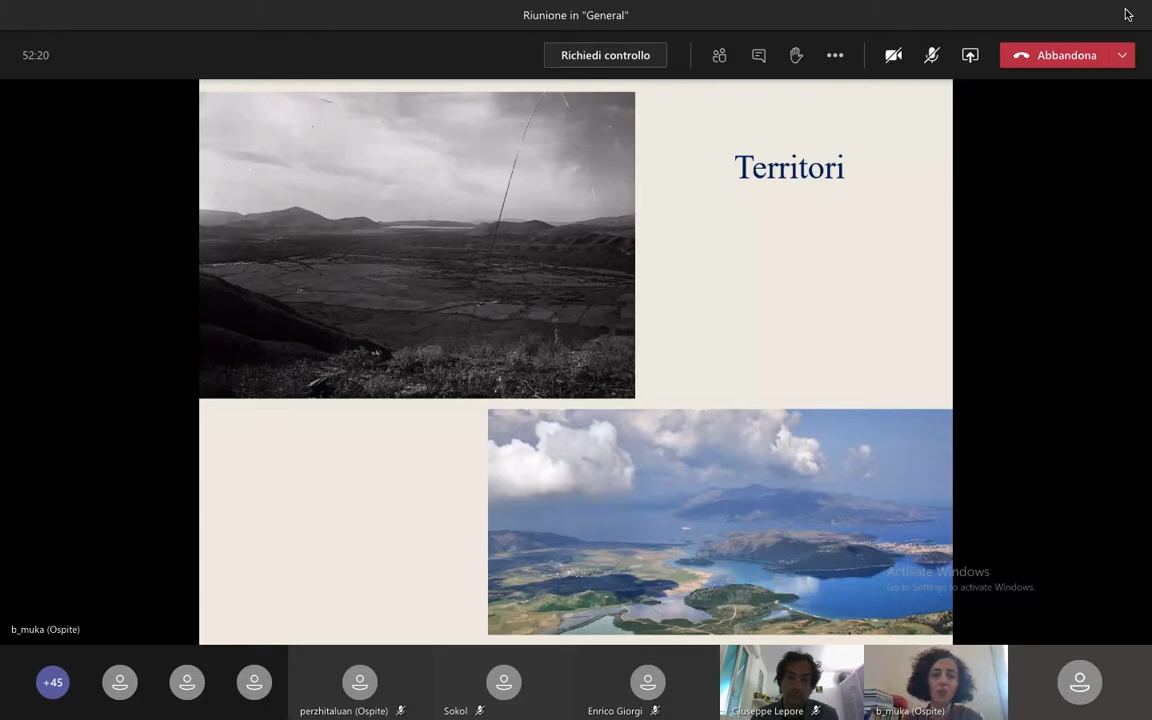 Riunione in "General"
52:20
Richiedi controllo
Abbandona
Territori
Activate Windows
Go to Settings to activate Windows.
b_muka (Ospite)
+45
perzhitaluan (Ospite)
Sokol
Enrico Giorgi
Giuseppe Lepore
b_muka (Ospite)